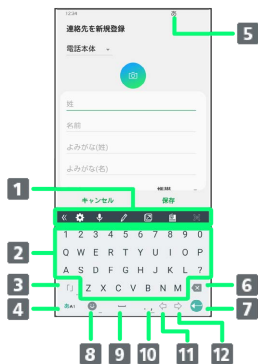 12:34
あ
5
連絡先を新規登録
電話本体
姓
名前
よみがな(姓)
よみがな(名)
キャンセル
保存
1
2
1 2 3 4 5 6 7 8 9 0
Q W E R T Y U I O P
A S D F G H J K L ?
3
Z X C V B N M
6
4
あA1
7
8
9
10
11
12